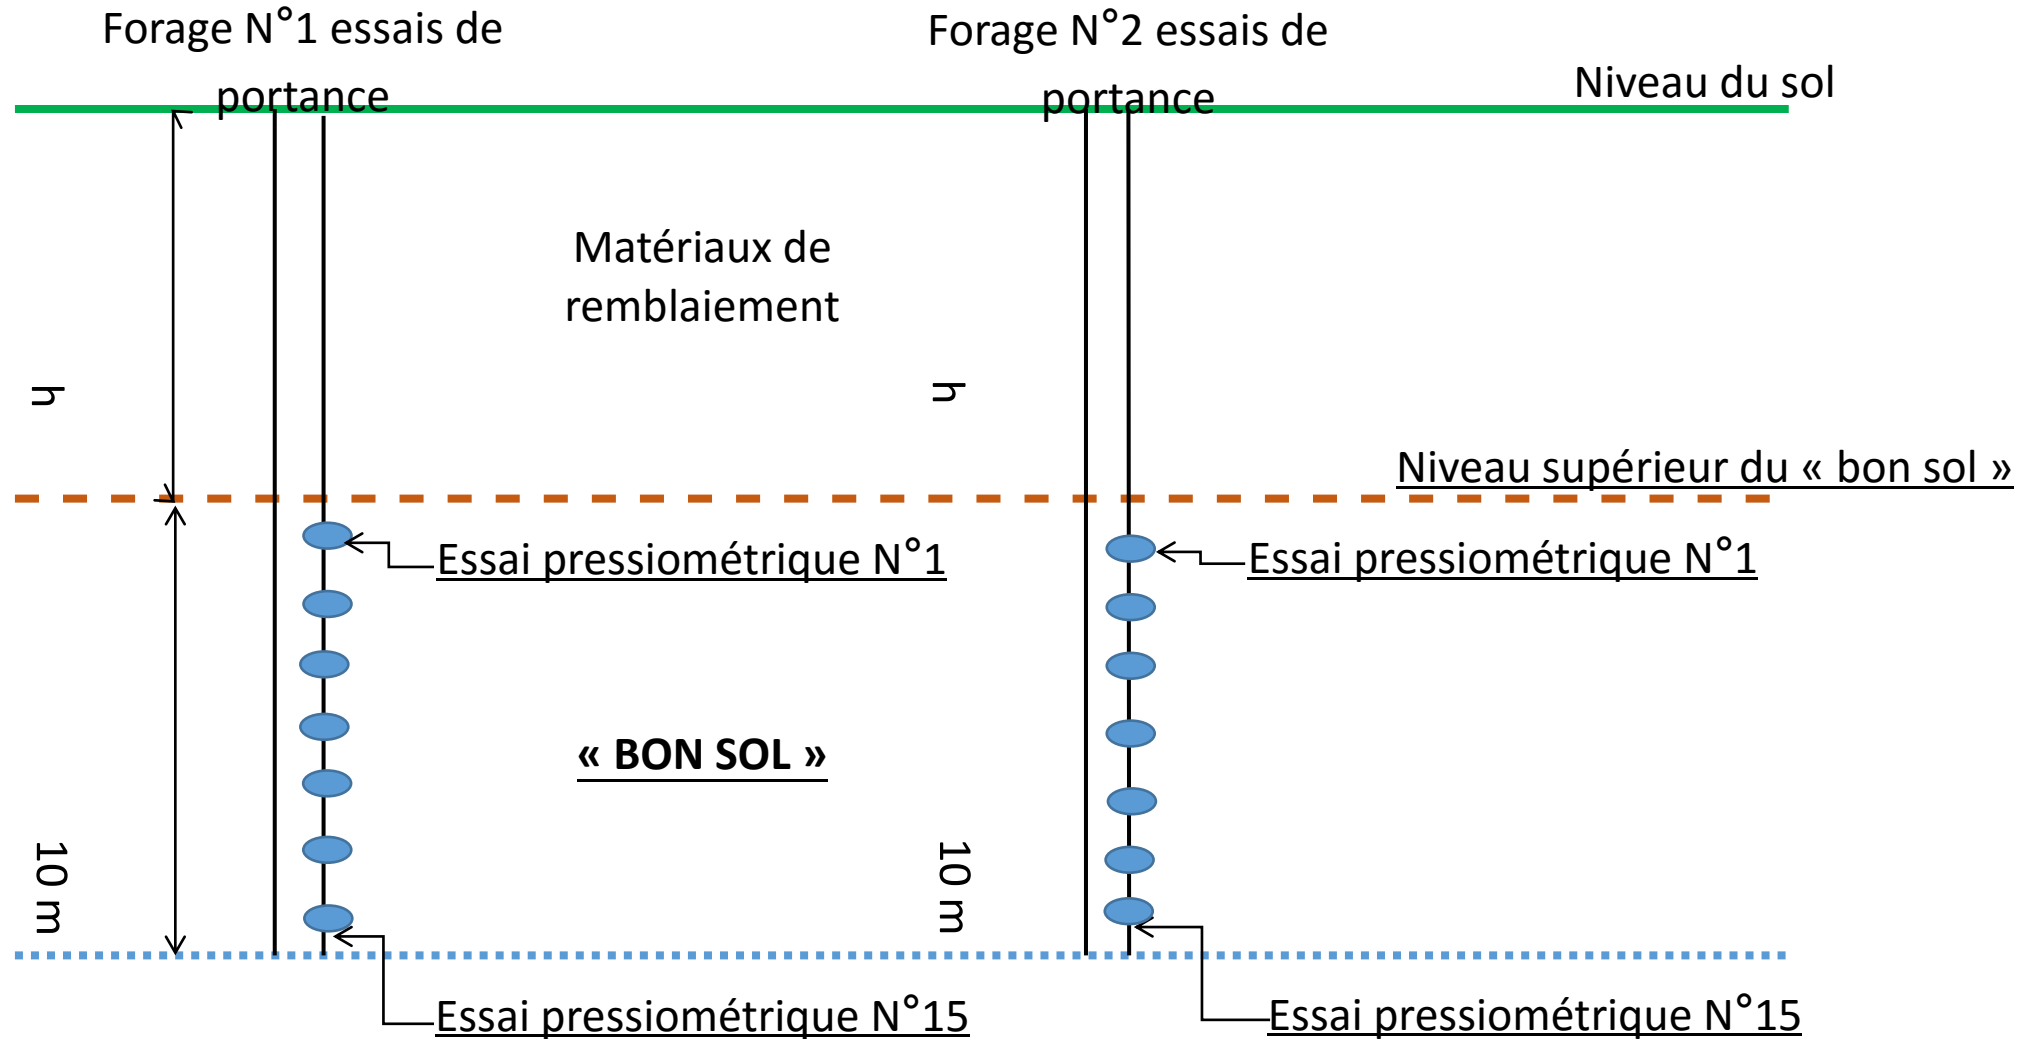 Forage N°1 essais de
portance
Forage N°2 essais de
portance
Niveau du sol
Matériaux de
remblaiement
h
h
Niveau supérieur du « bon sol »
Essai pressiométrique N°1
Essai pressiométrique N°1
« BON SOL »
10 m
10 m
Essai pressiométrique N°15
Essai pressiométrique N°15